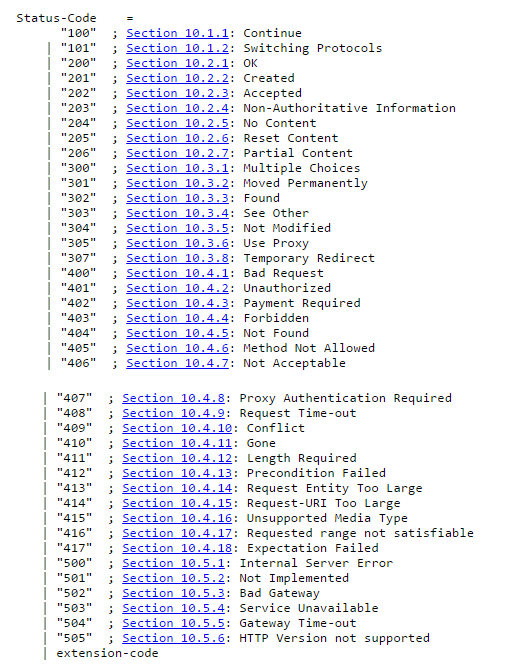 Status-Code    =
      "100"  ; Section 10.1.1: Continue
    | "101"  ; Section 10.1.2: Switching Protocols
    | "200"  ; Section 10.2.1: OK
    | "201"  ; Section 10.2.2: Created
    | "202"  ; Section 10.2.3: Accepted
    | "203"  ; Section 10.2.4: Non-Authoritative Information
    | "204"  ; Section 10.2.5: No Content
    | "205"  ; Section 10.2.6: Reset Content
    | "206"  ; Section 10.2.7: Partial Content
    | "300"  ; Section 10.3.1: Multiple Choices
    | "301"  ; Section 10.3.2: Moved Permanently
    | "302"  ; Section 10.3.3: Found
    | "303"  ; Section 10.3.4: See Other
    | "304"  ; Section 10.3.5: Not Modified
    | "305"  ; Section 10.3.6: Use Proxy
    | "307"  ; Section 10.3.8: Temporary Redirect
    | "400"  ; Section 10.4.1: Bad Request
    | "401"  ; Section 10.4.2: Unauthorized
    | "402"  ; Section 10.4.3: Payment Required
    | "403"  ; Section 10.4.4: Forbidden
    | "404"  ; Section 10.4.5: Not Found
    | "405"  ; Section 10.4.6: Method Not Allowed
    | "406"  ; Section 10.4.7: Not Acceptable
    | "407"  ; Section 10.4.8: Proxy Authentication Required
    | "408"  ; Section 10.4.9: Request Time-out
    | "409"  ; Section 10.4.10: Conflict
    | "410"  ; Section 10.4.11: Gone
    | "411"  ; Section 10.4.12: Length Required
    | "412"  ; Section 10.4.13: Precondition Failed
    | "413"  ; Section 10.4.14: Request Entity Too Large
    | "414"  ; Section 10.4.15: Request-URI Too Large
    | "415"  ; Section 10.4.16: Unsupported Media Type
    | "416"  ; Section 10.4.17: Requested range not satisfiable
    | "417"  ; Section 10.4.18: Expectation Failed
    | "500"  ; Section 10.5.1: Internal Server Error
    | "501"  ; Section 10.5.2: Not Implemented
    | "502"  ; Section 10.5.3: Bad Gateway
    | "503"  ; Section 10.5.4: Service Unavailable
    | "504"  ; Section 10.5.5: Gateway Time-out
    | "505"  ; Section 10.5.6: HTTP Version not supported
    | extension-code